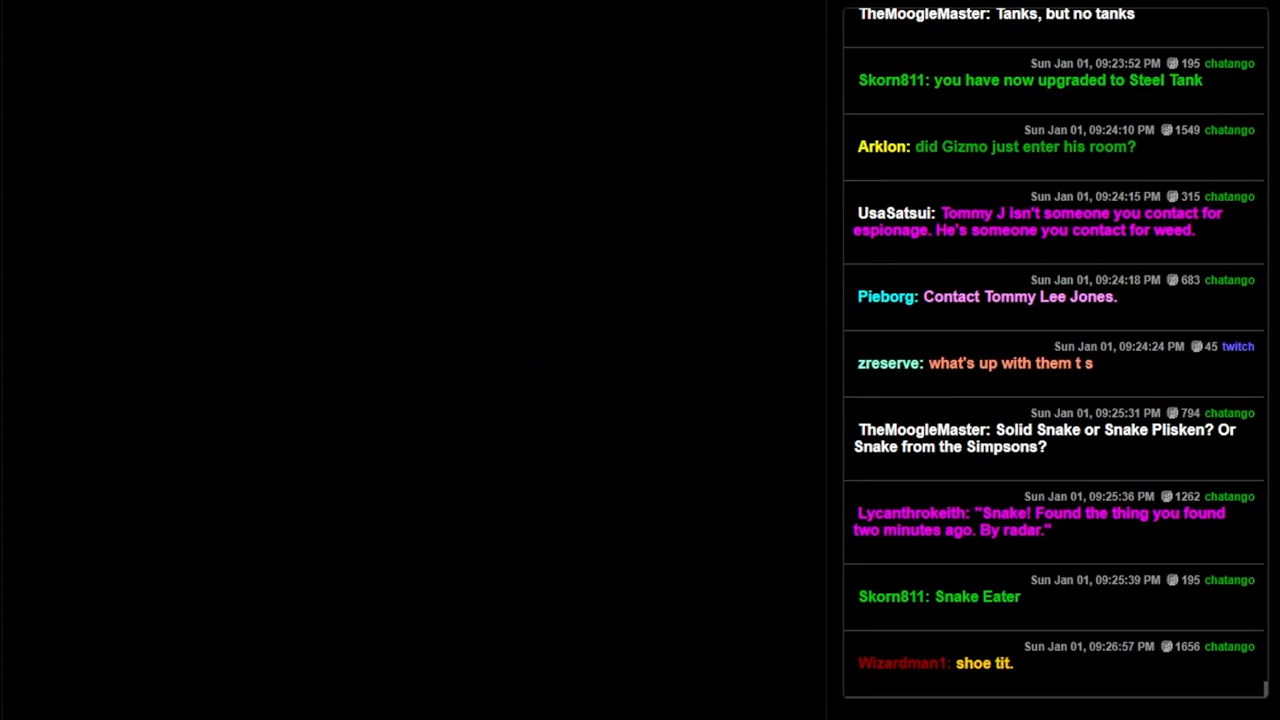 TheMoogleMaster: Tanks, but no tanks
Sun Jan 01, 09:23:52 PM 195 chatango
Skorn811: you have now upgraded to Steel Tank
Sun Jan 01, 09:24:10 PM 1549 chatango
Arklon: did Gizmo just enter his room?
Sun Jan 01, 09:24:15 PM 315 chatango
UsaSatsui: Tommy J isn't someone you contact for
espionage. He's someone you contact for weed.
Sun Jan 01, 09:24:18 PM 683 chatango
Pieborg: Contact Tommy Lee Jones.
Sun Jan 01, 09:24:24 PM 45 twitch
zreserve: what's up with them t s
Sun Jan 01, 09:25:31 PM 794 chatango
TheMoogleMaster: Solid Snake or Snake Plisken? Or
Snake from the Simpsons?
Sun Jan 01, 09:25:36 PM 1262 chatango
Lycanthrokeith: "Snake! Found the thing you found
two minutes ago. By radar."
Sun Jan 01, 09:25:39 PM 195 chatango
Skorn811: Snake Eater
Sun Jan 01, 09:26:57 PM 1656 chatango
Wizardman1: shoe tit.